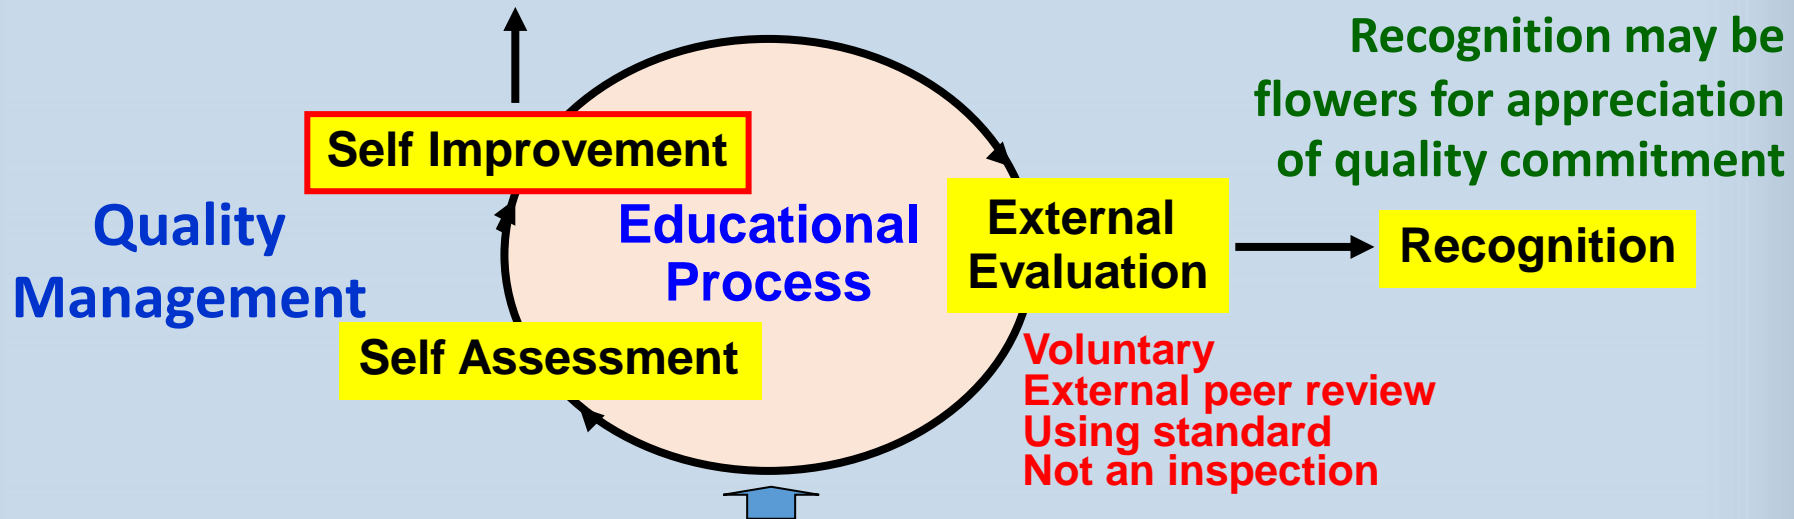 Recognition may be
flowers for appreciation
of quality commitment
Self Improvement
Quality
Management
Educational
Process
External
Evaluation
Recognition
Self Assessment
Voluntary
External peer review
Using standard
Not an inspection